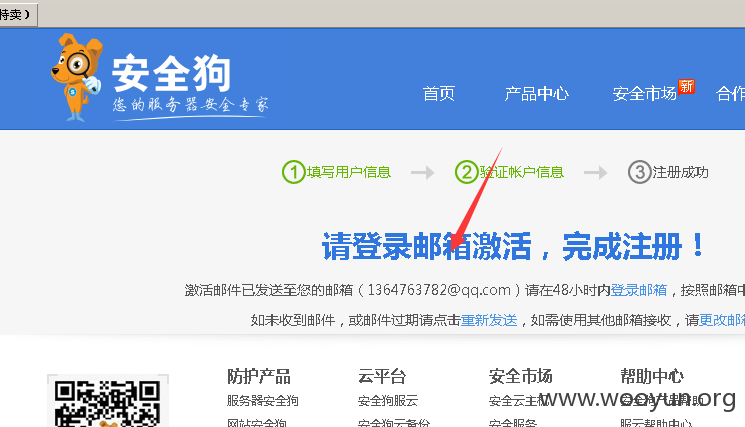 特卖）
安全狗
您的服务器安全专家
首页 产品中心 安全市场 新 合作
① 填写用户信息 ② 验证帐户信息 ③ 注册成功
请登录邮箱激活，完成注册！
激活邮件已发送至您的邮箱（1364763782@qq.com）请在48小时内登录邮箱，按照邮箱中
如未收到邮件，或邮件过期请点击重新发送，如需使用其他邮箱接收，请更改邮箱
防护产品 云平台 安全市场 帮助中心
服务器安全狗 安全狗服云 安全云主机 安全狗产品帮助
网站安全狗 安全狗云备份 安全服务 服云帮助中心
www.wooyun.org